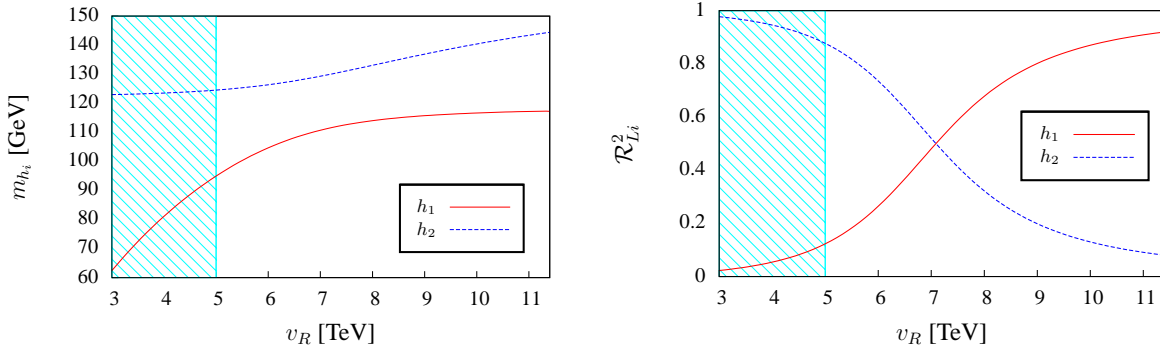 150
140
130
120
110
100
90
80
70
60
3 4 5 6 7 8 9 10 11
m_{h_i} [GeV]
v_R [TeV]
h_1
h_2
1
0.8
0.6
0.4
0.2
0
3 4 5 6 7 8 9 10 11
\mathcal{R}^2_{Li}
v_R [TeV]
h_1
h_2